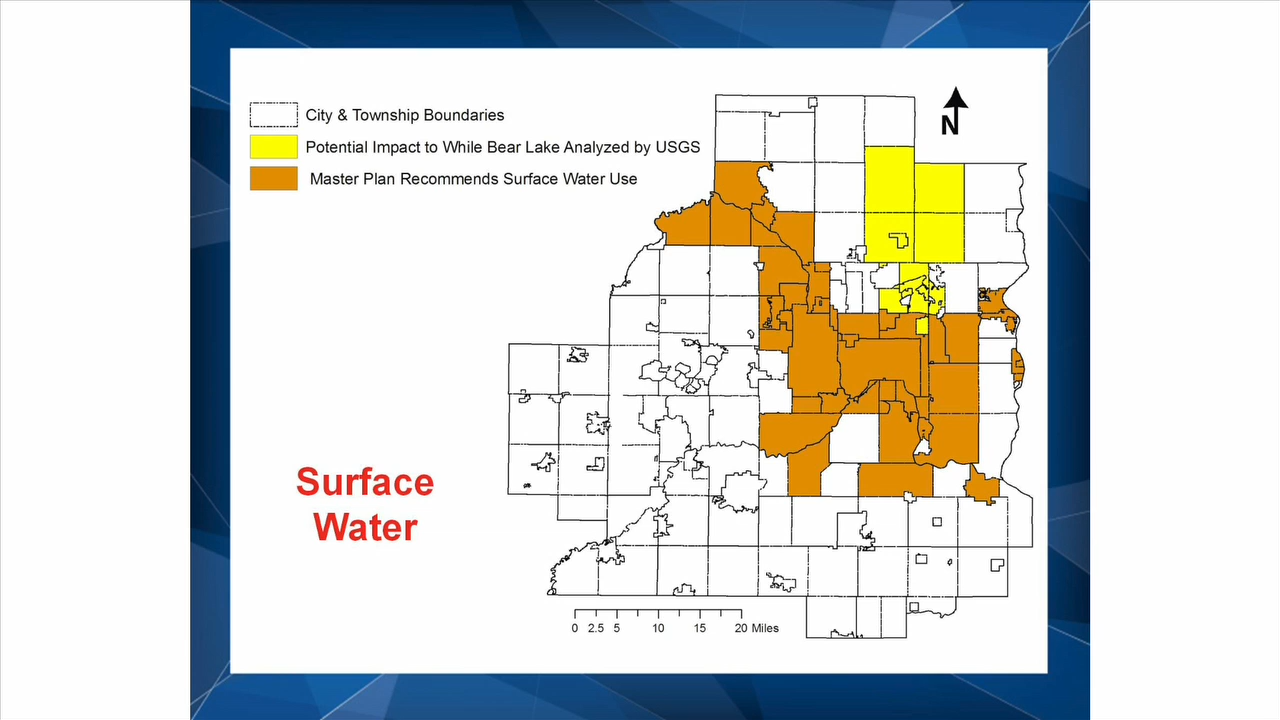 City & Township Boundaries
Potential Impact to While Bear Lake Analyzed by USGS
Master Plan Recommends Surface Water Use
N
Surface
Water
0 2.5 5 10 15 20 Miles